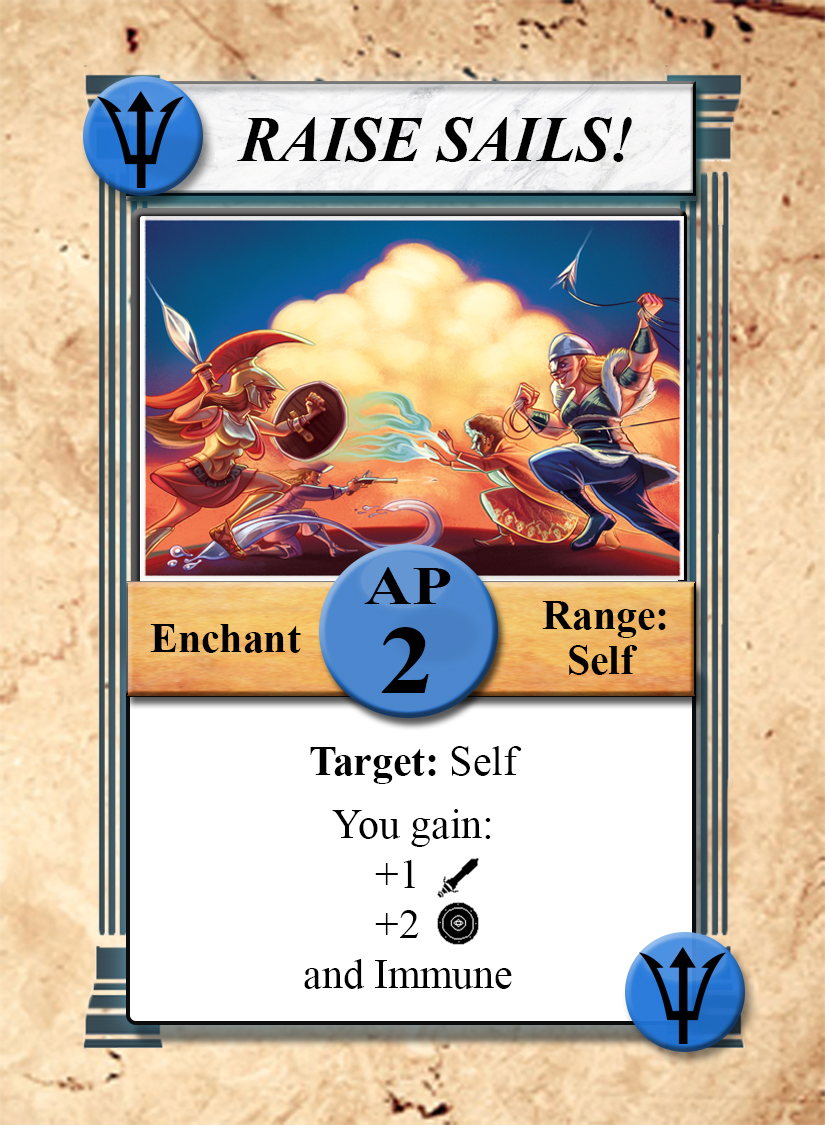 RAISE SAILS!
Enchant
AP
2
Range:
Self
Target: Self
You gain:
+1
+2
and Immune